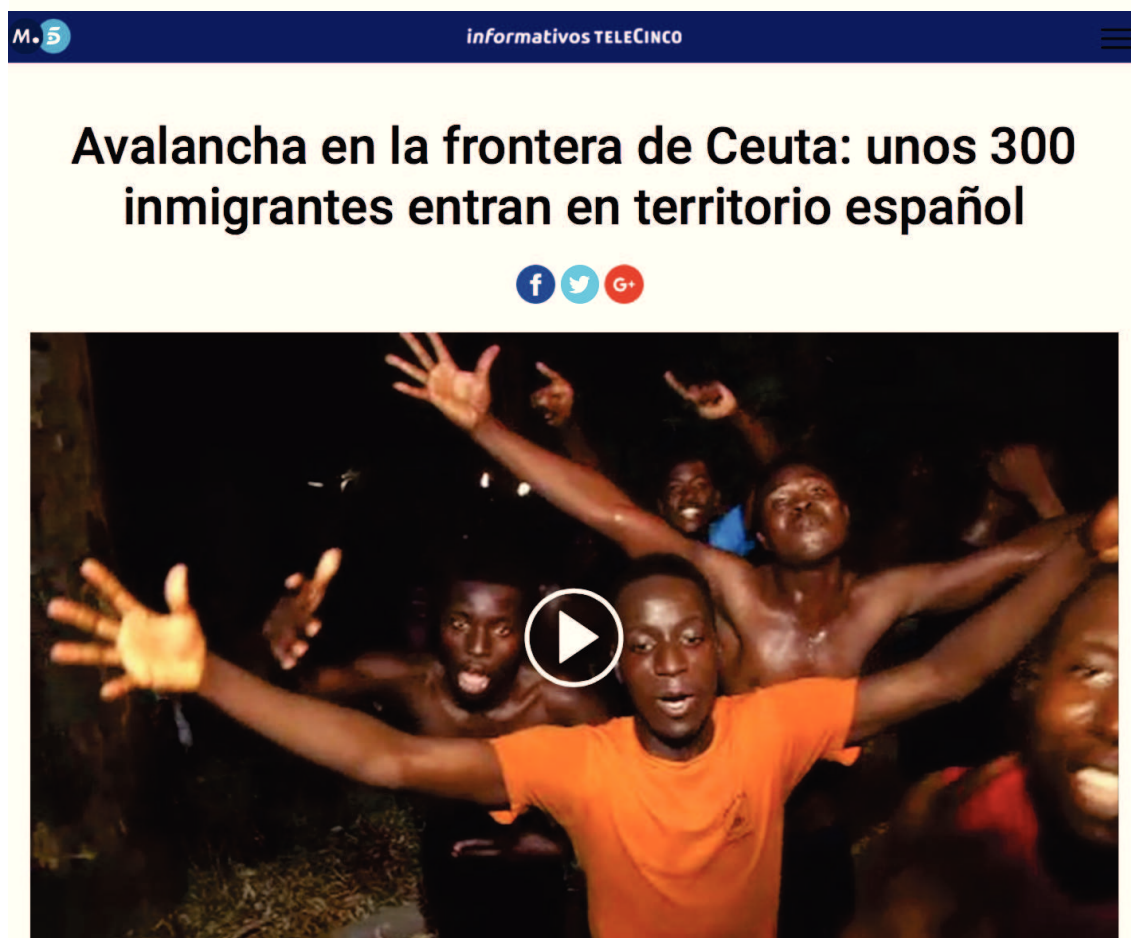 M. 5
informativos TELECINCO
Avalancha en la frontera de Ceuta: unos 300
inmigrantes entran en territorio español
f G+